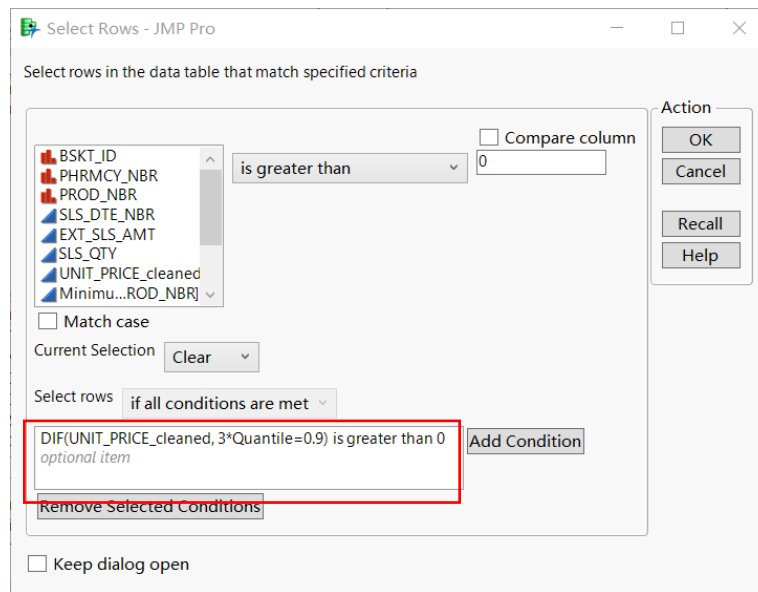 Select Rows - JMP Pro
Select rows in the data table that match specified criteria
Action
Compare column
OK
BSKT_ID
PHRMCY_NBR
PROD_NBR
SLS_DTE_NBR
EXT_SLS_AMT
SLS_QTY
UNIT_PRICE_cleaned
Minimu...ROD_NBR]
is greater than
0
Cancel
Recall
Help
Match case
Current Selection Clear
Select rows if all conditions are met
DIF(UNIT_PRICE_cleaned, 3*Quantile=0.9) is greater than 0
optional item
Add Condition
Remove Selected Conditions
Keep dialog open